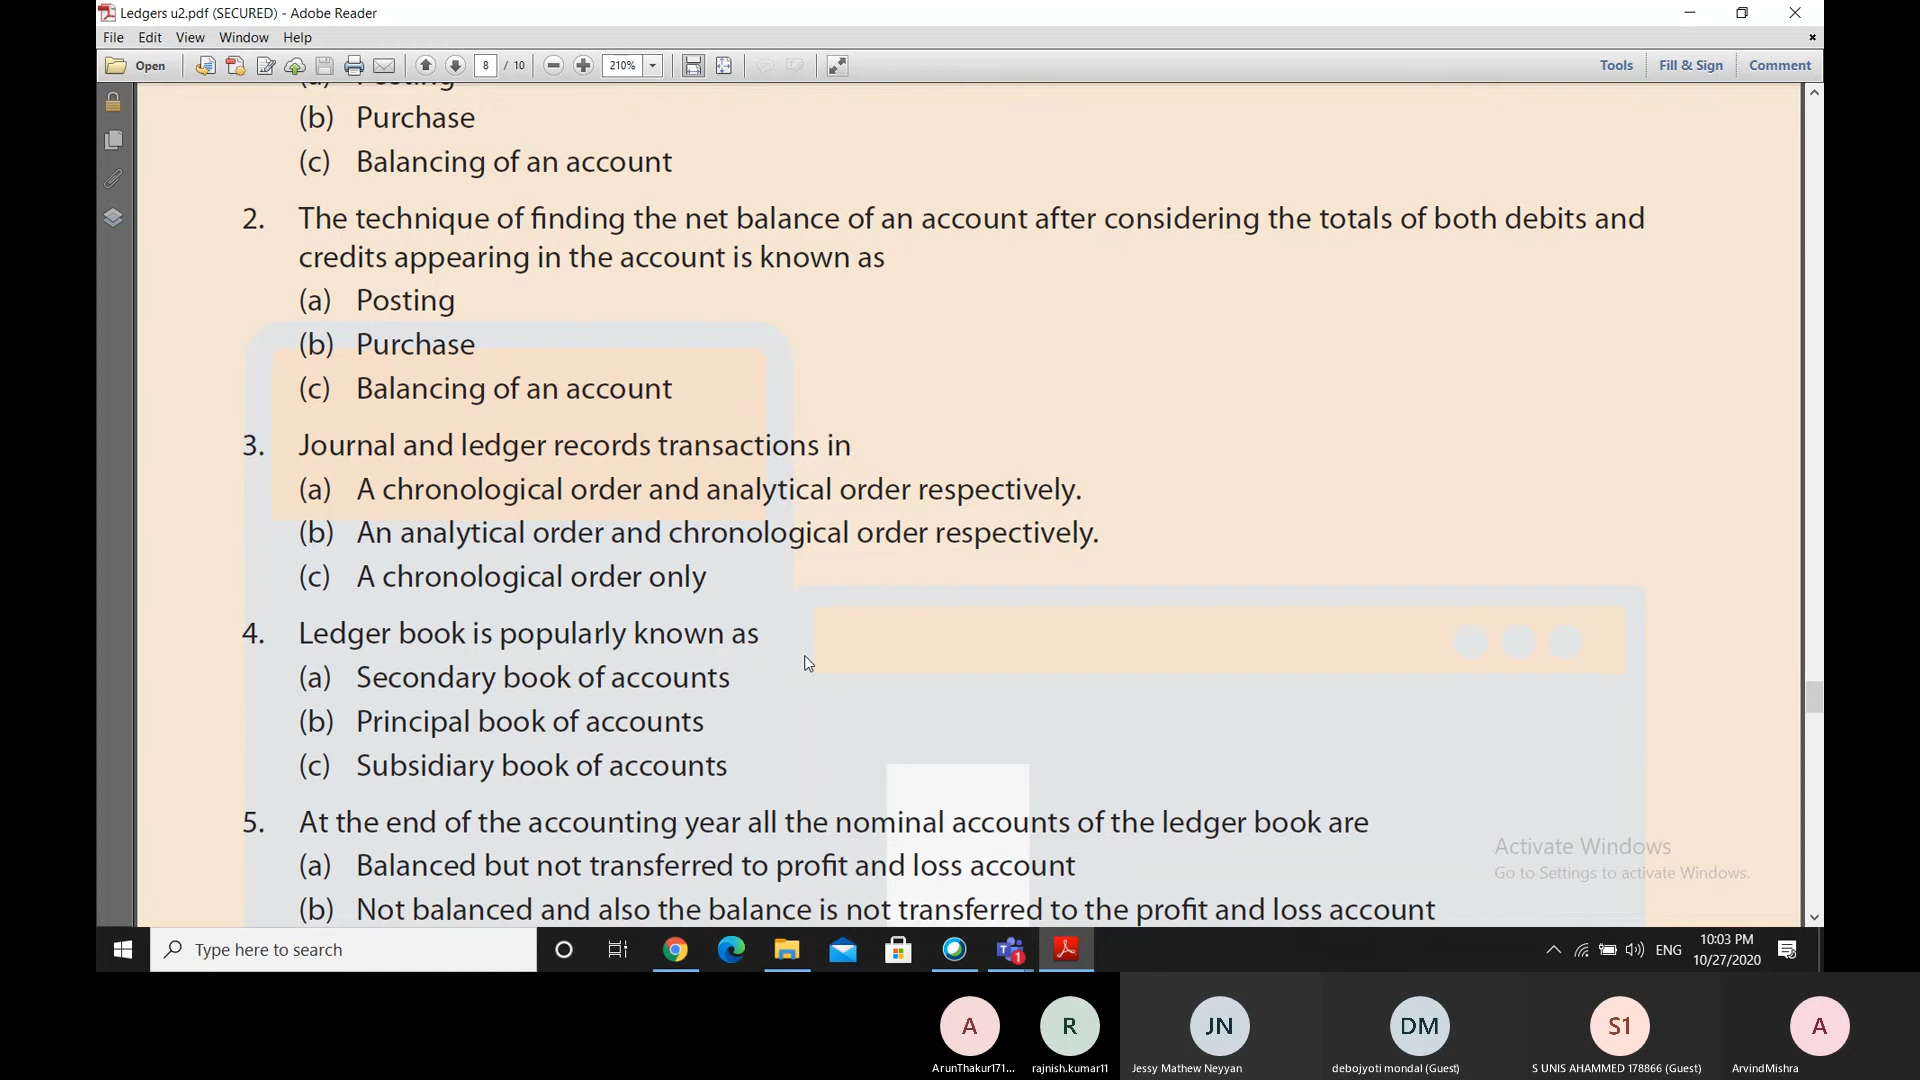 Ledgers u2.pdf (SECURED) - Adobe Reader
File Edit View Window Help
Open 8 / 10 210% Tools Fill & Sign Comment
(a) Posting
(b) Purchase
(c) Balancing of an account
2. The technique of finding the net balance of an account after considering the totals of both debits and
credits appearing in the account is known as
(a) Posting
(b) Purchase
(c) Balancing of an account
3. Journal and ledger records transactions in
(a) A chronological order and analytical order respectively.
(b) An analytical order and chronological order respectively.
(c) A chronological order only
4. Ledger book is popularly known as
(a) Secondary book of accounts
(b) Principal book of accounts
(c) Subsidiary book of accounts
5. At the end of the accounting year all the nominal accounts of the ledger book are
(a) Balanced but not transferred to profit and loss account
(b) Not balanced and also the balance is not transferred to the profit and loss account
Activate Windows
Go to Settings to activate Windows.
Type here to search
1
ENG
10:03 PM
10/27/2020
A R JN DM S1 A
ArunThakur171... rajnish.kumar11 Jessy Mathew Neyyan debojyoti mondal (Guest) S UNIS AHAMMED 178866 (Guest) ArvindMishra